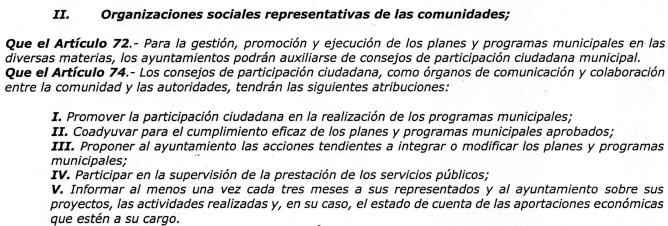 II. Organizaciones sociales representativas de las comunidades;
Que el Artículo 72.- Para la gestión, promoción y ejecución de los planes y programas municipales en las
diversas materias, los ayuntamientos podrán auxiliarse de consejos de participación ciudadana municipal.
Que el Artículo 74.- Los consejos de participación ciudadana, como órganos de comunicación y colaboración
entre la comunidad y las autoridades, tendrán las siguientes atribuciones:
I. Promover la participación ciudadana en la realización de los programas municipales;
II. Coadyuvar para el cumplimiento eficaz de los planes y programas municipales aprobados;
III. Proponer al ayuntamiento las acciones tendientes a integrar o modificar los planes y programas
municipales;
IV. Participar en la supervisión de la prestación de los servicios públicos;
V. Informar al menos una vez cada tres meses a sus representados y al ayuntamiento sobre sus
proyectos, las actividades realizadas y, en su caso, el estado de cuenta de las aportaciones económicas
que estén a su cargo.